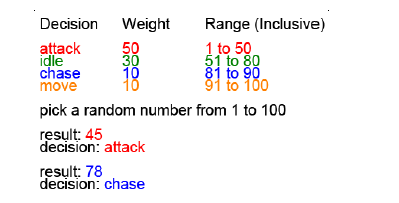 Decision Weight Range (Inclusive)
attack 50 1 to 50
idle 30 51 to 80
chase 10 81 to 90
move 10 91 to 100
pick a random number from 1 to 100
result: 45
decision: attack
result: 78
decision: chase